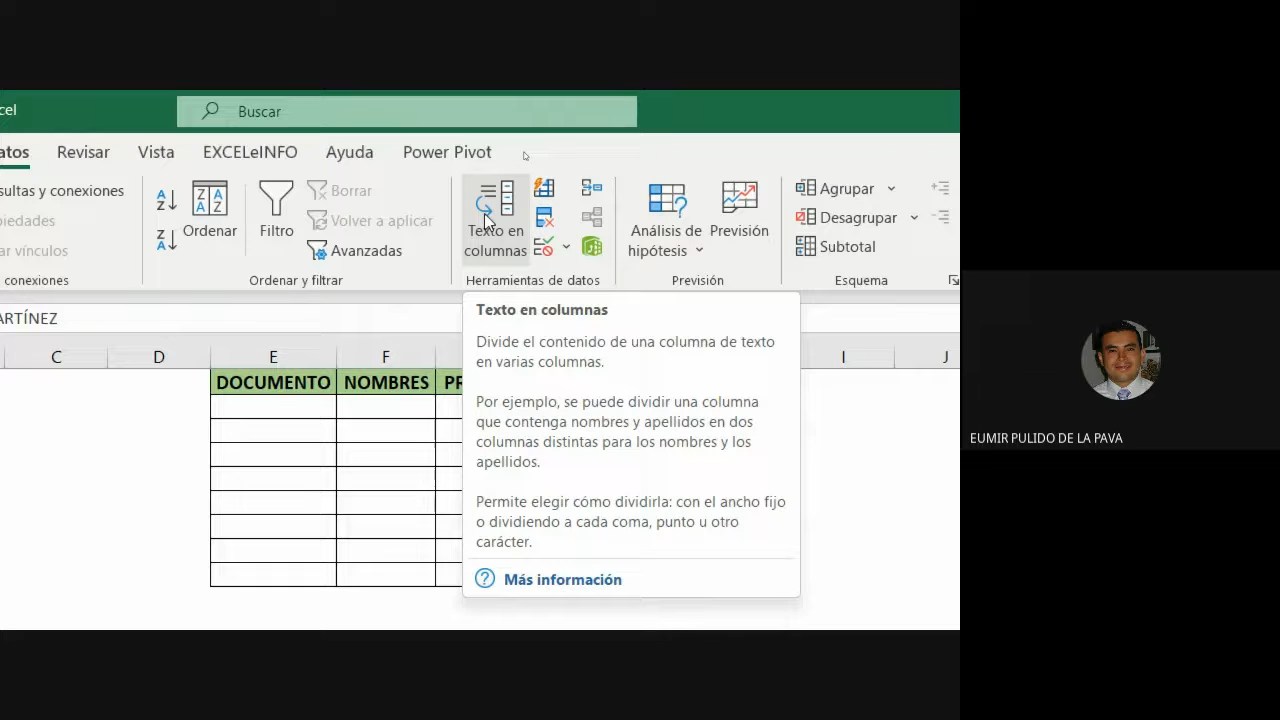 cel
Buscar
atos Revisar Vista EXCELeINFO Ayuda Power Pivot
sultas y conexiones
iedades
ar vínculos
conexiones
Ordenar
Filtro
Borrar
Volver a aplicar
Avanzadas
Ordenar y filtrar
Texto en
columnas
Herramientas de datos
Análisis de
hipótesis
Previsión
Previsión
Agrupar
Desagrupar
Subtotal
Esquema
ARTÍNEZ
C D E F I J
DOCUMENTO NOMBRES PR
Texto en columnas
Divide el contenido de una columna de texto
en varias columnas.
Por ejemplo, se puede dividir una columna
que contenga nombres y apellidos en dos
columnas distintas para los nombres y los
apellidos.
Permite elegir cómo dividirla: con el ancho fijo
o dividiendo a cada coma, punto u otro
carácter.
Más información
EUMIR PULIDO DE LA PAVA